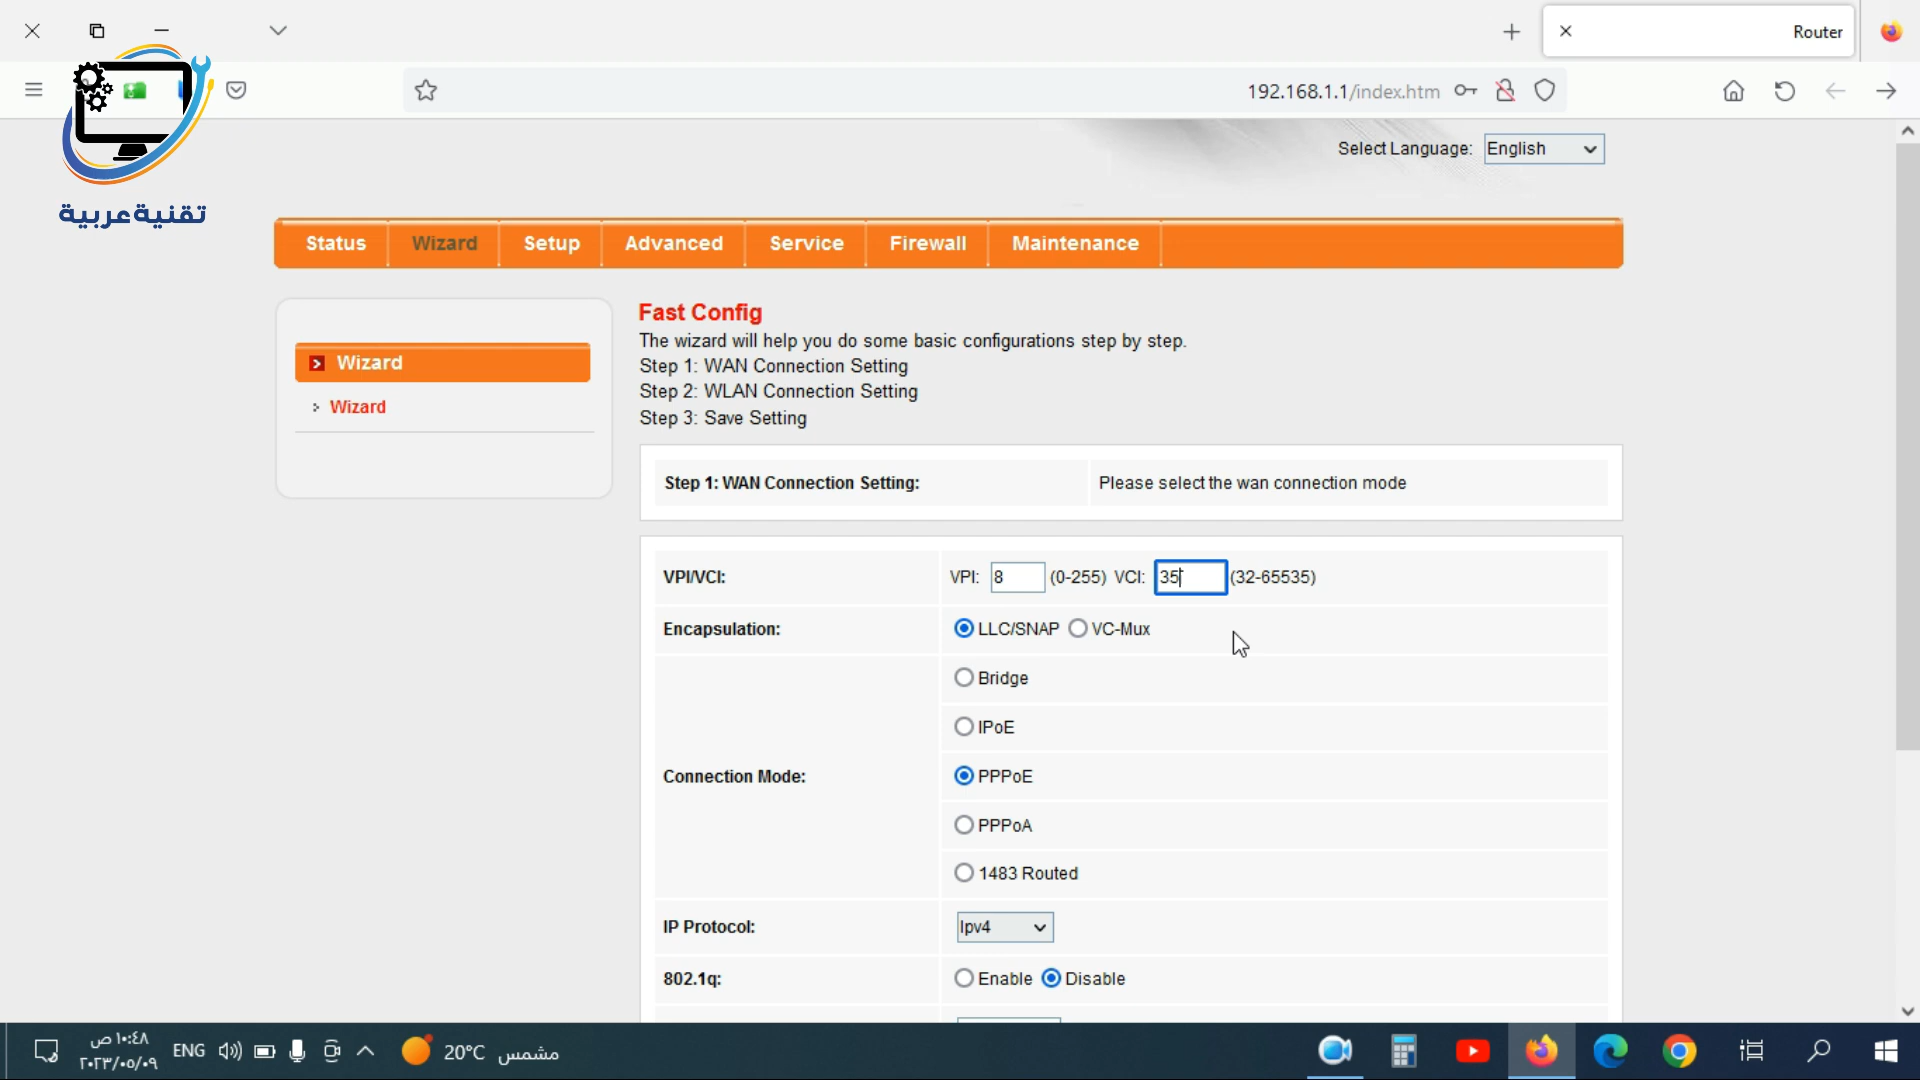 Router
192.168.1.1/index.htm
تقنية عربية
Select Language: English
Status Wizard Setup Advanced Service Firewall Maintenance
Wizard
Wizard
Fast Config
The wizard will help you do some basic configurations step by step.
Step 1: WAN Connection Setting
Step 2: WLAN Connection Setting
Step 3: Save Setting
Step 1: WAN Connection Setting: Please select the wan connection mode
VPI/VCI: VPI: 8 (0-255) VCI: 35 (32-65535)
Encapsulation: LLC/SNAP VC-Mux
Bridge
IPoE
Connection Mode: PPPoE
PPPoA
1483 Routed
IP Protocol: Ipv4
802.1q: Enable Disable
١٠:٤٨ ص
٢٠٢٣/٠٥/٠٩
ENG
20°C مشمس